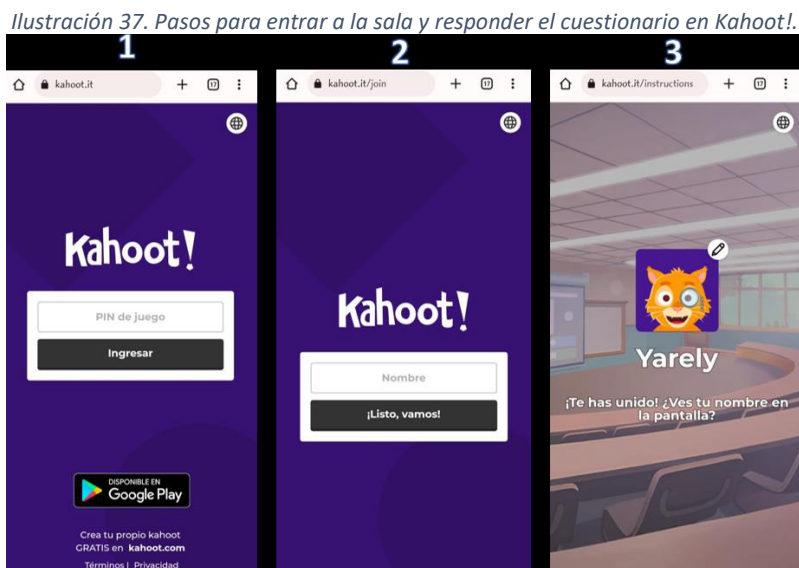 Ilustración 37. Pasos para entrar a la sala y responder el cuestionario en Kahoot!.
1
kahoot.it
17
Kahoot!
PIN de juego
Ingresar
DISPONIBLE EN
Google Play
Crea tu propio kahoot
GRATIS en kahoot.com
Términos | Privacidad
2
kahoot.it/join
17
Kahoot!
Nombre
¡Listo, vamos!
3
kahoot.it/instructions
17
Yarely
¡Te has unido! ¿Ves tu nombre en
la pantalla?